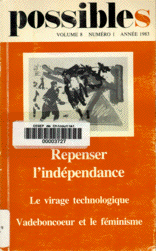 possibles
VOLUME 8 NUMÉRO 1 ANNÉE 1983
00003727
Repenser
l'indépendance
Le virage technologique
Vadeboncoeur et le féminisme